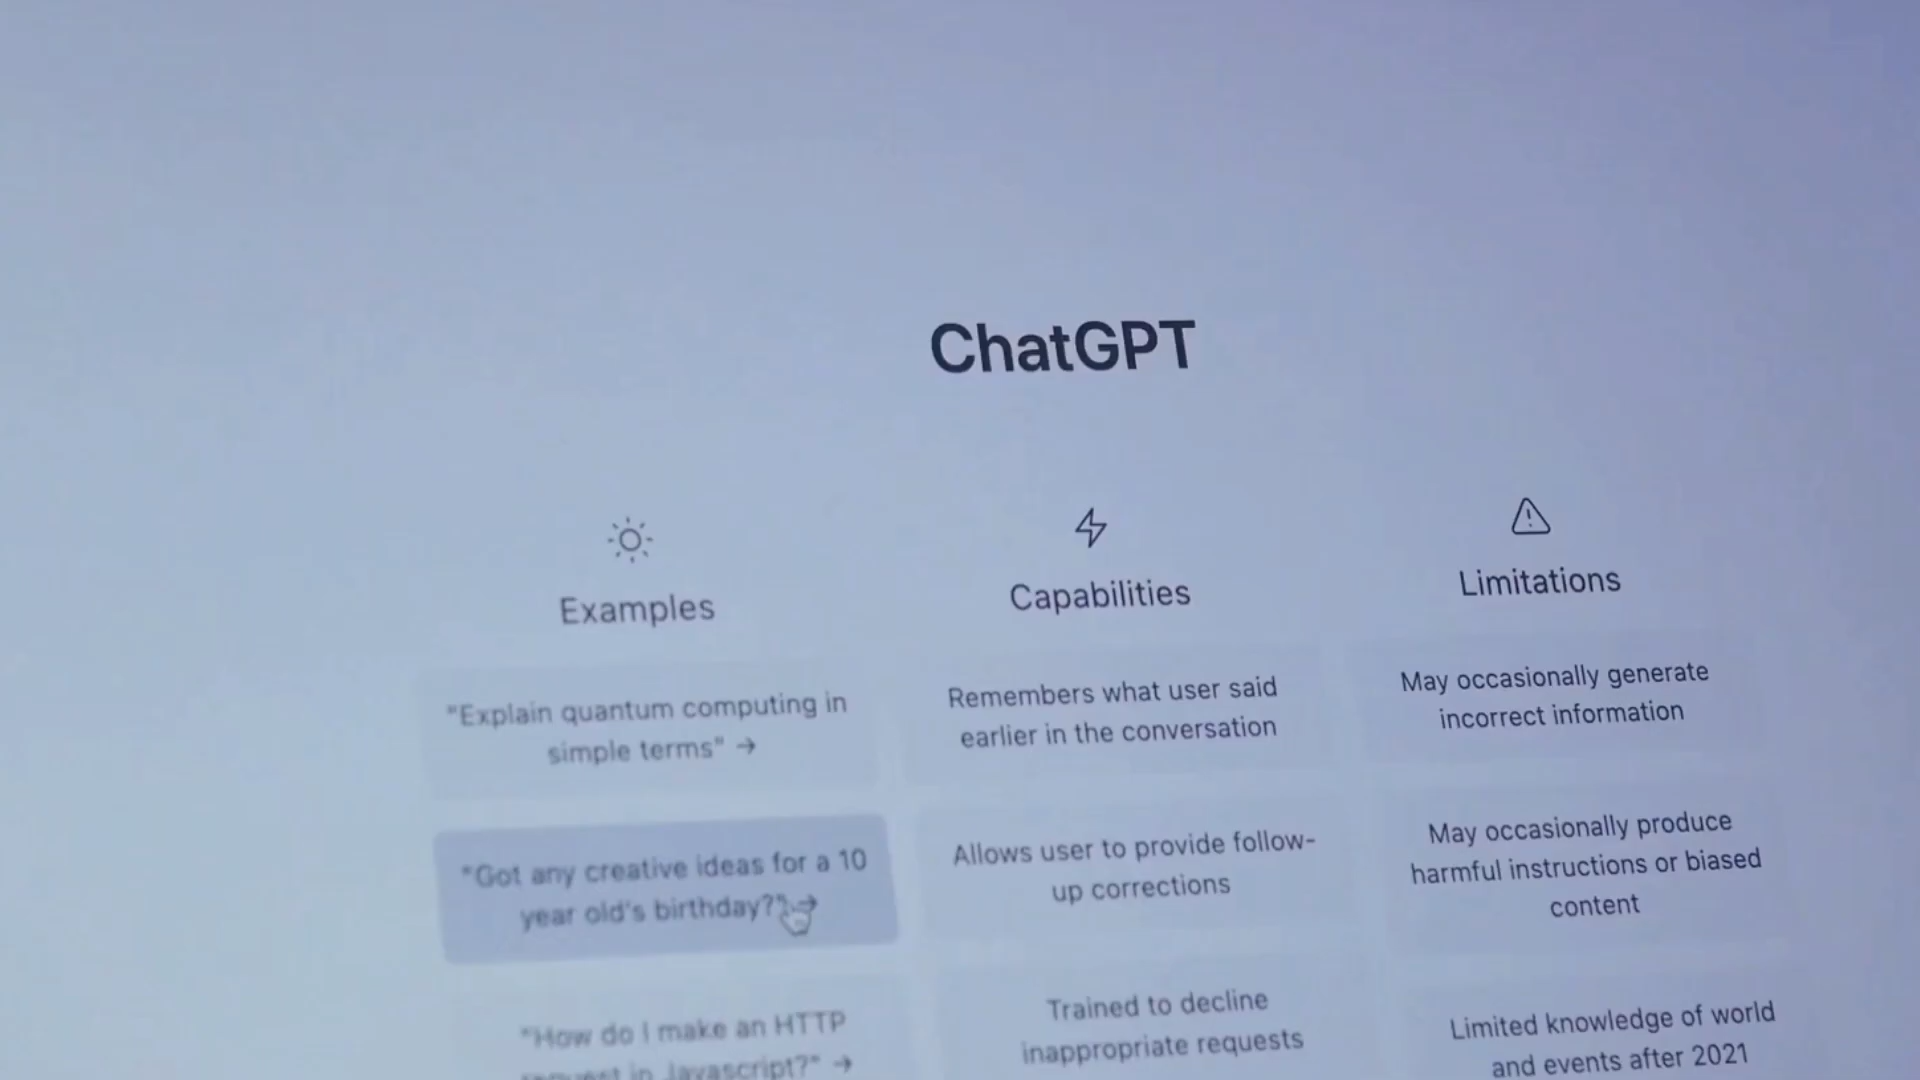 ChatGPT
Examples
"Explain quantum computing in
simple terms" →
"Got any creative ideas for a 10
year old's birthday?" →
"How do I make an HTTP
request in Javascript?" →
Capabilities
Remembers what user said
earlier in the conversation
Allows user to provide follow-
up corrections
Trained to decline
inappropriate requests
Limitations
May occasionally generate
incorrect information
May occasionally produce
harmful instructions or biased
content
Limited knowledge of world
and events after 2021